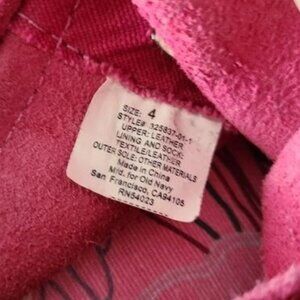 SIZE: 4
STYLE# 325837-01-1
UPPER: LEATHER
LINING AND SOCK:
TEXTILE/LEATHER
OUTER SOLE: OTHER MATERIALS
Made in China
Mfd. for Old Navy
San Francisco, CA94105
RN54023